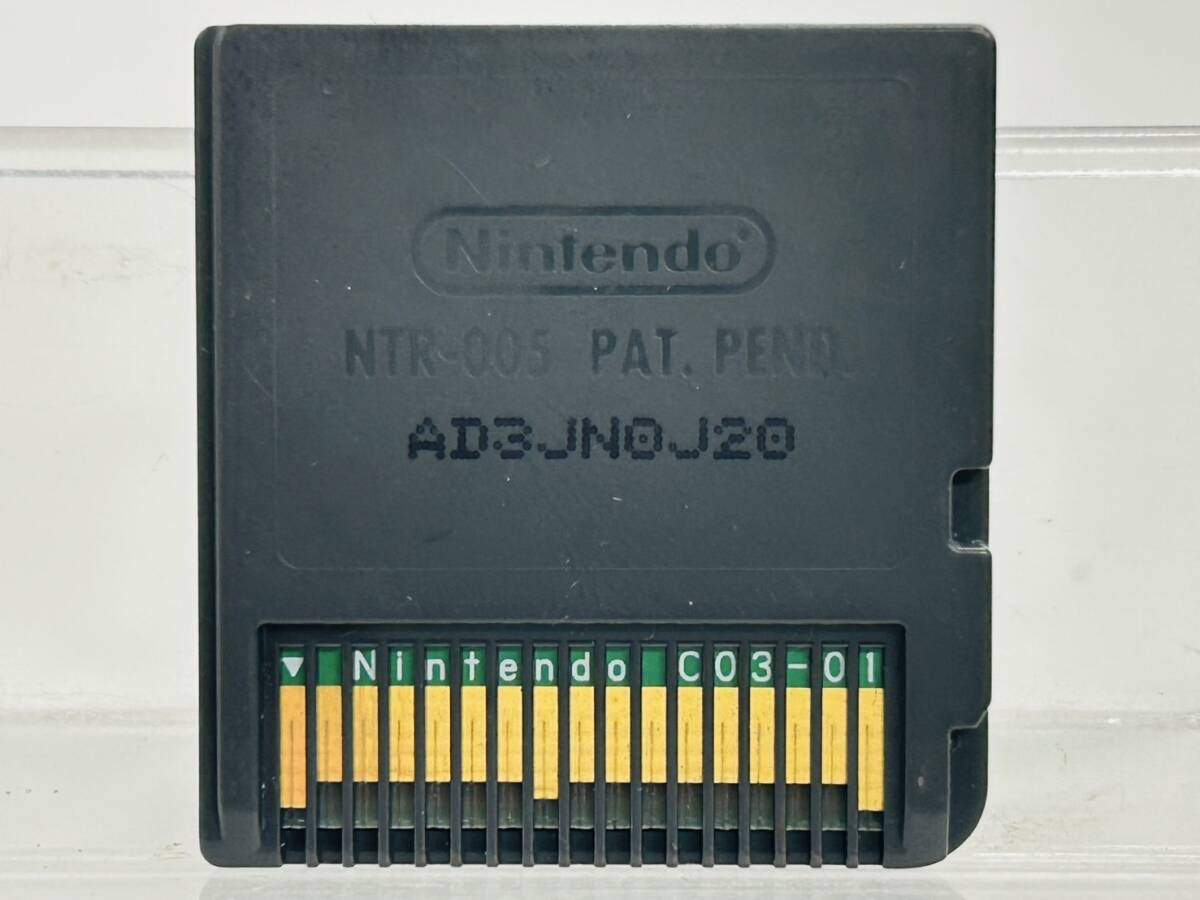 Nintendo®
NTR-005 PAT. PEND.
AD3JN0J20
▼ Nintendo C03-01